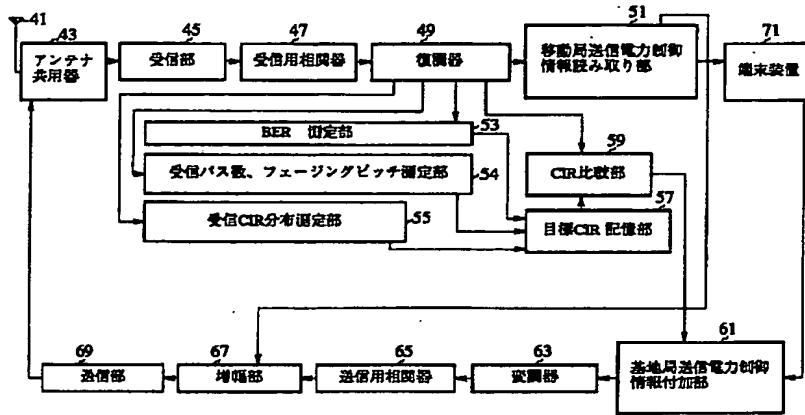 41
43
アンテナ
共用器
45
受信部
47
受信用相関器
49
復調器
51
移動局送信電力制御
情報読み取り部
71
端末装置
BER 測定部
53
受信パス数、フェージングピッチ測定部
54
受信CIR分布測定部
55
59
CIR比較部
57
目標CIR 記憶部
69
送信部
67
増幅部
65
送信用相関器
63
変調器
61
基地局送信電力制御
情報付加部